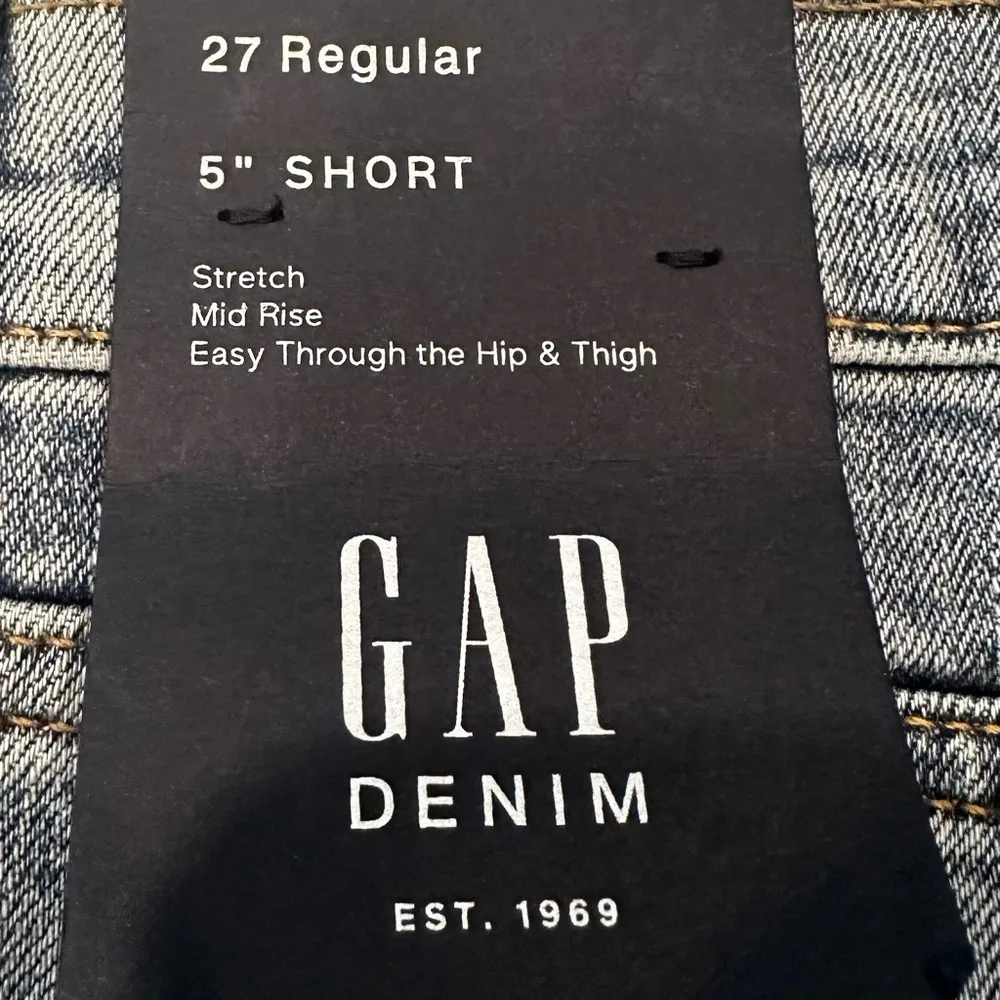 27 Regular
5" SHORT
Stretch
Mid Rise
Easy Through the Hip & Thigh
GAP
DENIM
EST. 1969